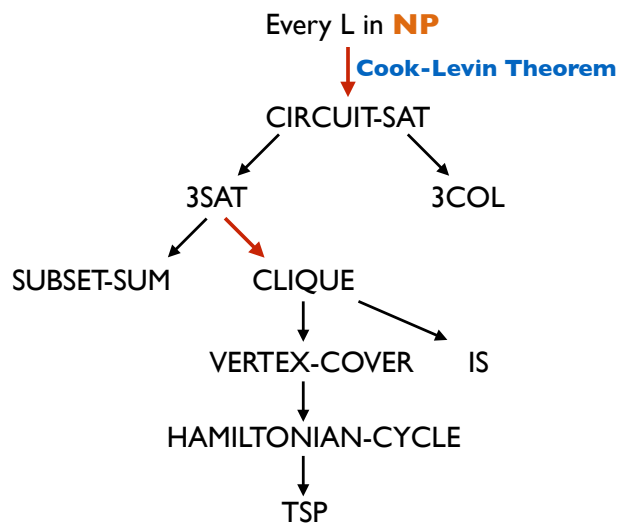 Every L in NP
Cook-Levin Theorem
CIRCUIT-SAT
3SAT
3COL
SUBSET-SUM
CLIQUE
VERTEX-COVER
IS
HAMILTONIAN-CYCLE
TSP